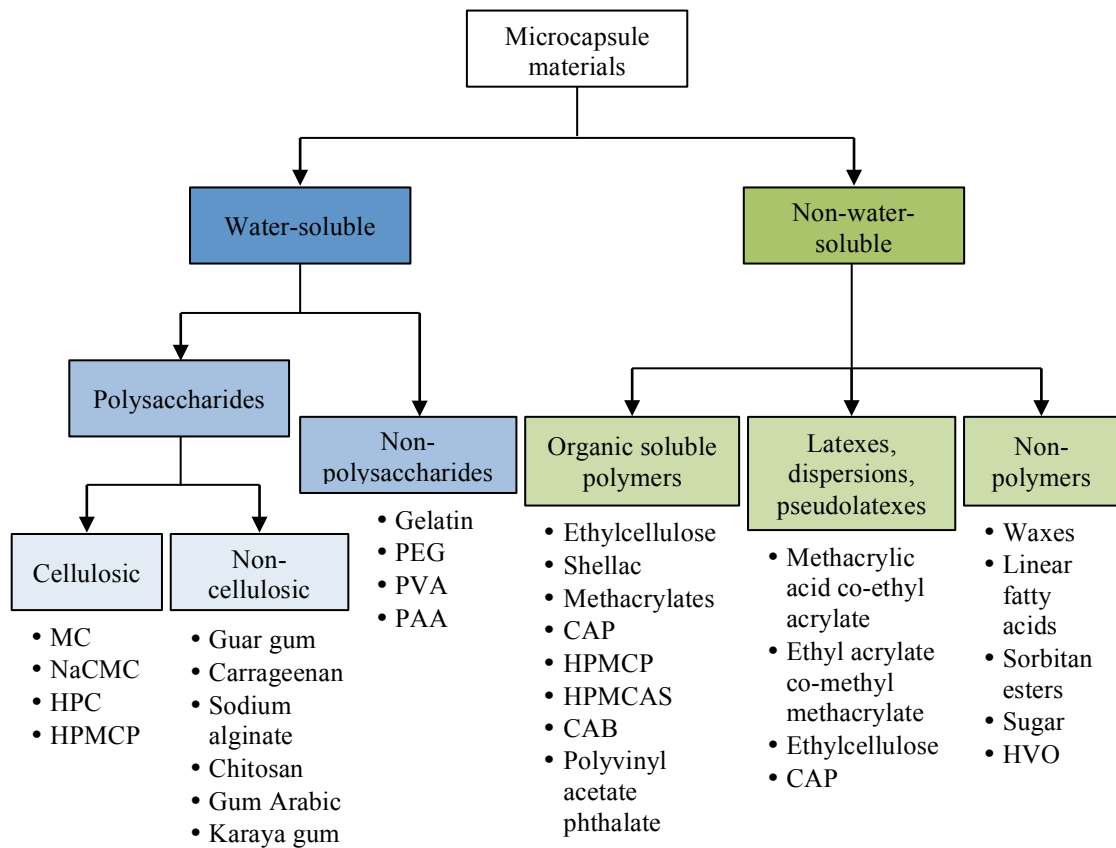 Microcapsule
materials
Water-soluble
Non-water-
soluble
Polysaccharides
Non-
polysaccharides
Organic soluble
polymers
Latexes,
dispersions,
pseudolatexes
Non-
polymers
Cellulosic
Non-
cellulosic
• MC
• NaCMC
• HPC
• HPMCP
• Guar gum
• Carrageenan
• Sodium
alginate
• Chitosan
• Gum Arabic
• Karaya gum
• Gelatin
• PEG
• PVA
• PAA
• Ethylcellulose
• Shellac
• Methacrylates
• CAP
• HPMCP
• HPMCAS
• CAB
• Polyvinyl
acetate
phthalate
• Methacrylic
acid co-ethyl
acrylate
• Ethyl acrylate
co-methyl
methacrylate
• Ethylcellulose
• CAP
• Waxes
• Linear
fatty
acids
• Sorbitan
esters
• Sugar
• HVO